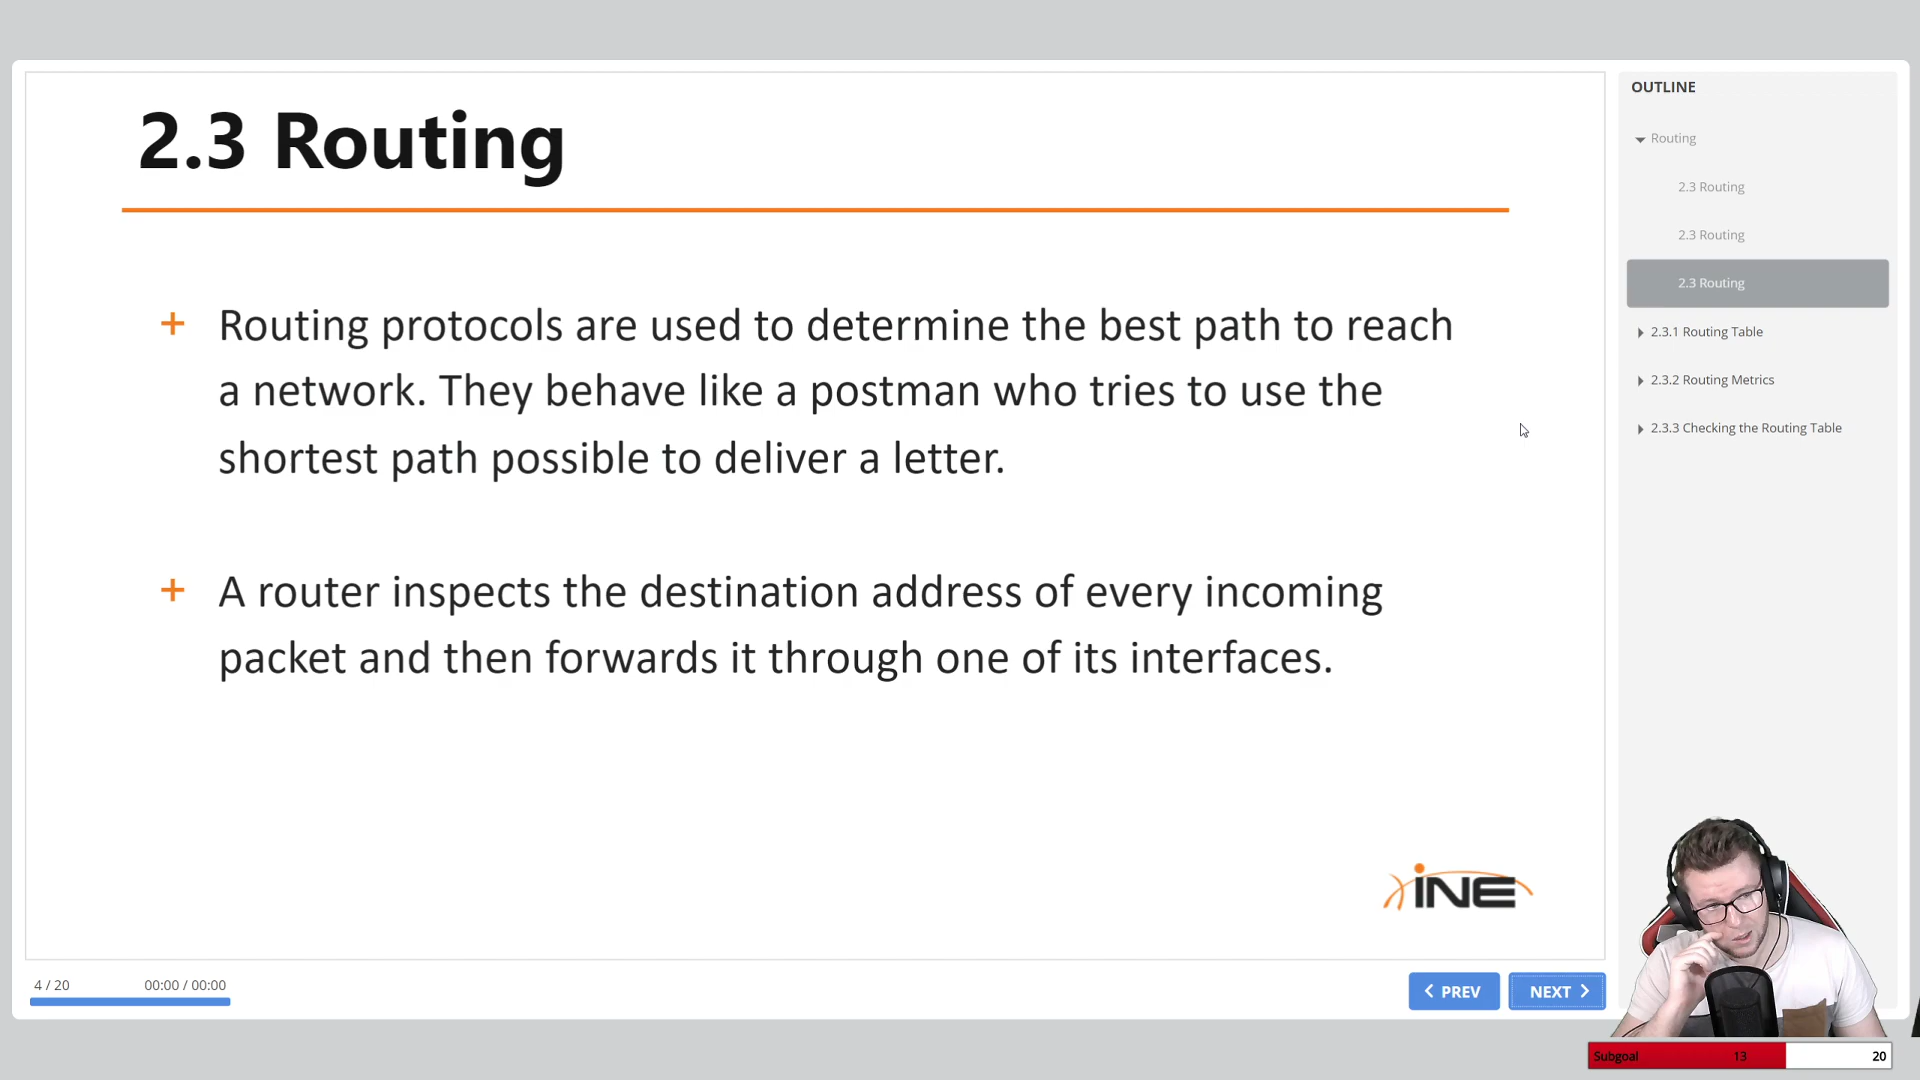 2.3 Routing
+ Routing protocols are used to determine the best path to reach
a network. They behave like a postman who tries to use the
shortest path possible to deliver a letter.
+ A router inspects the destination address of every incoming
packet and then forwards it through one of its interfaces.
iNE
4 / 20
00:00 / 00:00
PREV
NEXT
OUTLINE
Routing
2.3 Routing
2.3 Routing
2.3 Routing
2.3.1 Routing Table
2.3.2 Routing Metrics
2.3.3 Checking the Routing Table
Subgoal 13 20